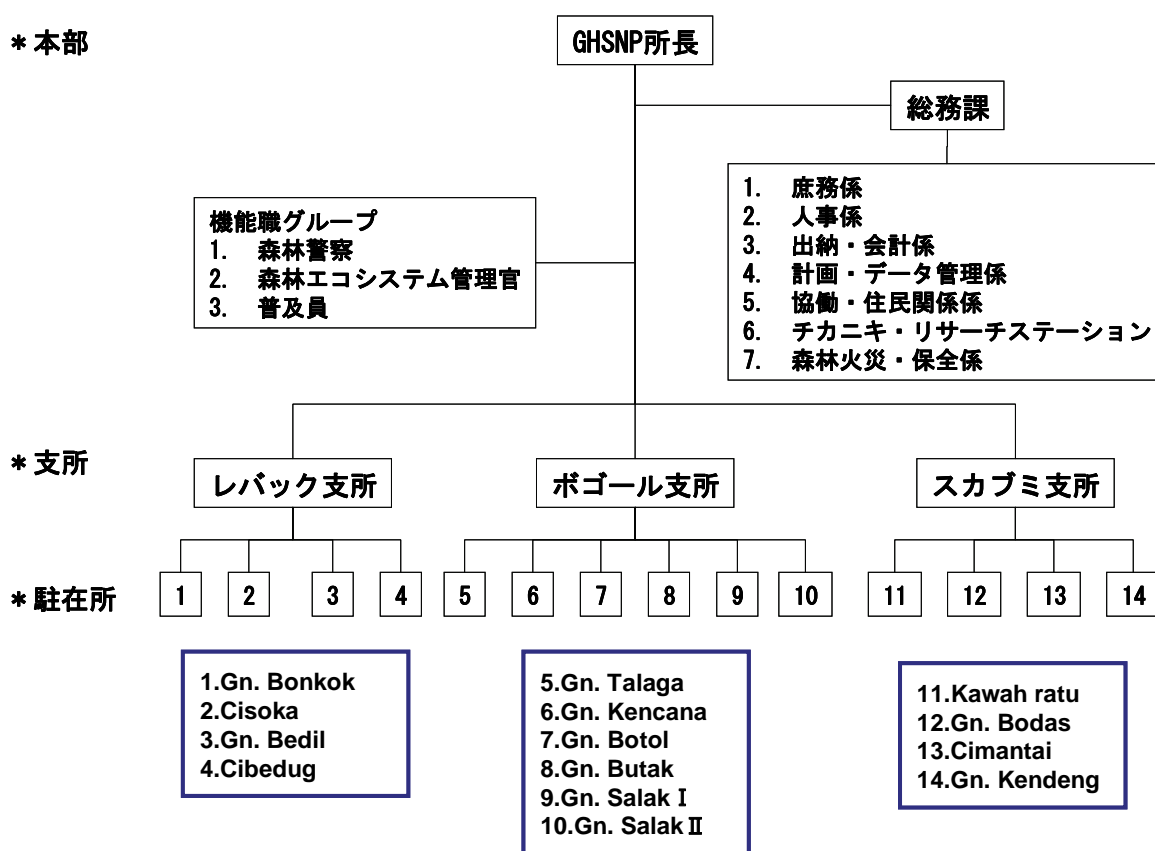 ＊本部
GHSNP所長
総務課
1. 庶務係
2. 人事係
3. 出納・会計係
4. 計画・データ管理係
5. 協働・住民関係係
6. チカニキ・リサーチステーション
7. 森林火災・保全係
機能職グループ
1. 森林警察
2. 森林エコシステム管理官
3. 普及員
＊支所
レバック支所
ボゴール支所
スカブミ支所
＊駐在所
1 2 3 4 5 6 7 8 9 10 11 12 13 14
1.Gn. Bonkok
2.Cisoka
3.Gn. Bedil
4.Cibedug
5.Gn. Talaga
6.Gn. Kencana
7.Gn. Botol
8.Gn. Butak
9.Gn. Salak Ⅰ
10.Gn. Salak Ⅱ
11.Kawah ratu
12.Gn. Bodas
13.Cimantai
14.Gn. Kendeng